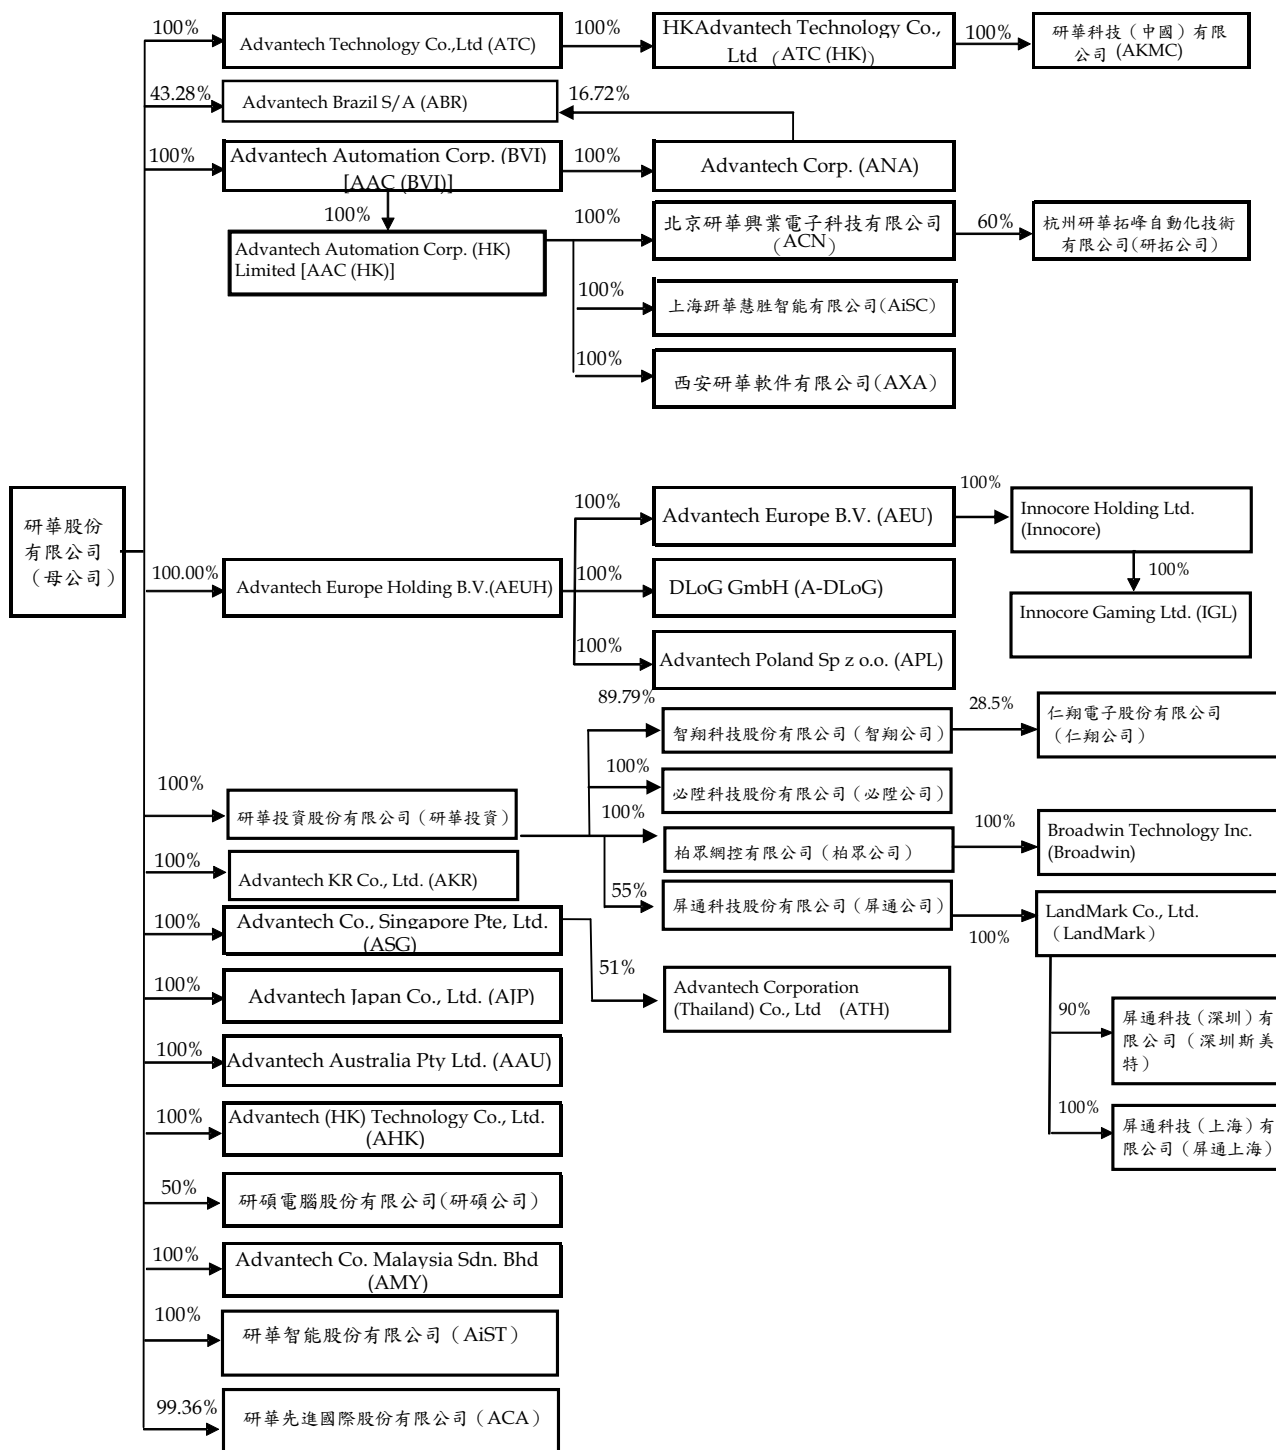 100%
Advantech Technology Co.,Ltd (ATC)
100%
HKAdvantech Technology Co.,
Ltd （ATC (HK)）
100%
研華科技（中國）有限
公司 (AKMC)
43.28%
Advantech Brazil S/A (ABR)
16.72%
100%
Advantech Automation Corp. (BVI)
[AAC (BVI)]
100%
Advantech Corp. (ANA)
100%
Advantech Automation Corp. (HK)
Limited [AAC (HK)]
100%
北京研華興業電子科技有限公司
(ACN)
60%
杭州研華拓峰自動化技術
有限公司(研拓公司)
100%
上海趼華慧胜智能有限公司(AiSC)
100%
西安研華軟件有限公司(AXA)
研華股份
有限公司
（母公司）
100.00%
Advantech Europe Holding B.V.(AEUH)
100%
Advantech Europe B.V. (AEU)
100%
Innocore Holding Ltd.
(Innocore)
100%
Innocore Gaming Ltd. (IGL)
100%
DLoG GmbH (A-DLoG)
100%
Advantech Poland Sp z o.o. (APL)
100%
研華投資股份有限公司（研華投資）
89.79%
智翔科技股份有限公司（智翔公司）
28.5%
仁翔電子股份有限公司
（仁翔公司）
100%
必陞科技股份有限公司（必陞公司）
100%
柏眾網控有限公司（柏眾公司）
100%
Broadwin Technology Inc.
(Broadwin)
55%
屏通科技股份有限公司（屏通公司）
100%
LandMark Co., Ltd.
（LandMark）
90%
屏通科技（深圳）有
限公司（深圳斯美
特）
100%
屏通科技（上海）有
限公司（屏通上海）
100%
Advantech KR Co., Ltd. (AKR)
100%
Advantech Co., Singapore Pte, Ltd.
(ASG)
51%
Advantech Corporation
(Thailand) Co., Ltd （ATH)
100%
Advantech Japan Co., Ltd. (AJP)
100%
Advantech Australia Pty Ltd. (AAU)
100%
Advantech (HK) Technology Co., Ltd.
(AHK)
50%
研碩電腦股份有限公司(研碩公司）
100%
Advantech Co. Malaysia Sdn. Bhd
(AMY)
100%
研華智能股份有限公司（AiST）
99.36%
研華先進國際股份有限公司（ACA）